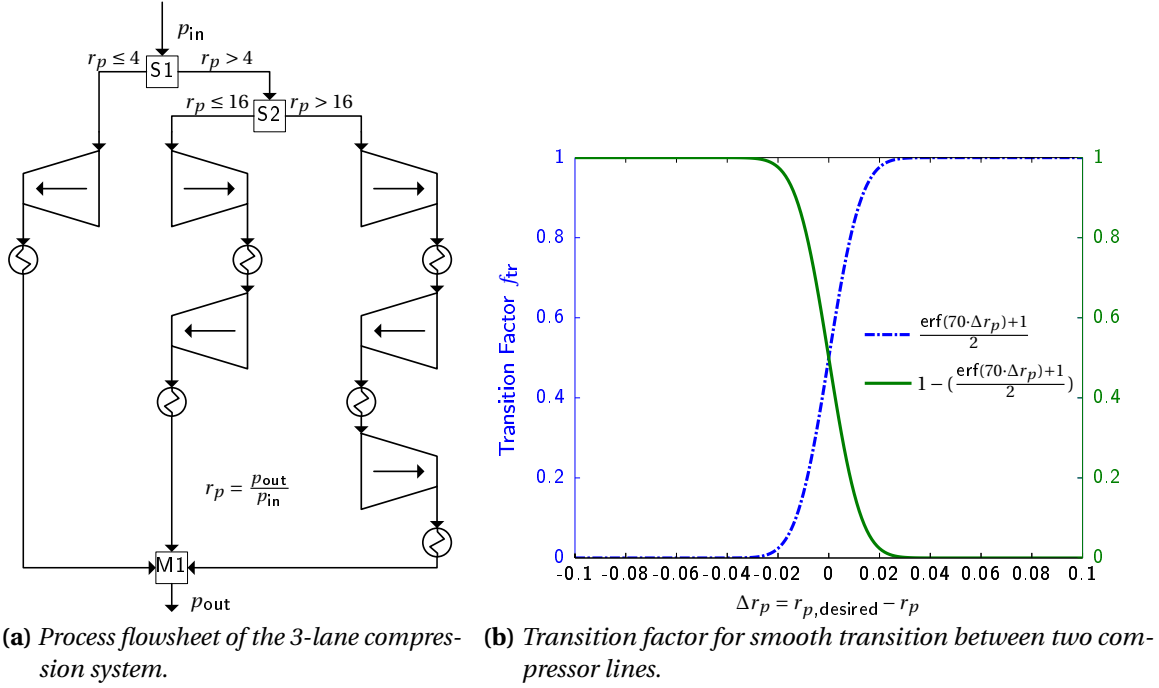 p_in
r_p ≤ 4
S1
r_p > 4
r_p ≤ 16
S2
r_p > 16
r_p = p_out / p_in
M1
p_out
(a) Process flowsheet of the 3-lane compres-
sion system.
Transition Factor f_tr
1
0.8
0.6
0.4
0.2
0
1
0.8
0.6
0.4
0.2
0
-0.1 -0.08 -0.06 -0.04 -0.02 0 0.02 0.04 0.06 0.08 0.1
Δr_p = r_p,desired − r_p
erf(70·Δr_p)+1 / 2
1 − (erf(70·Δr_p)+1 / 2)
(b) Transition factor for smooth transition between two com-
pressor lines.